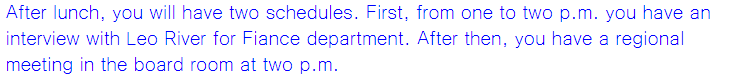 After lunch, you will have two schedules. First, from one to two p.m. you have an
interview with Leo River for Fiance department. After then, you have a regional
meeting in the board room at two p.m.